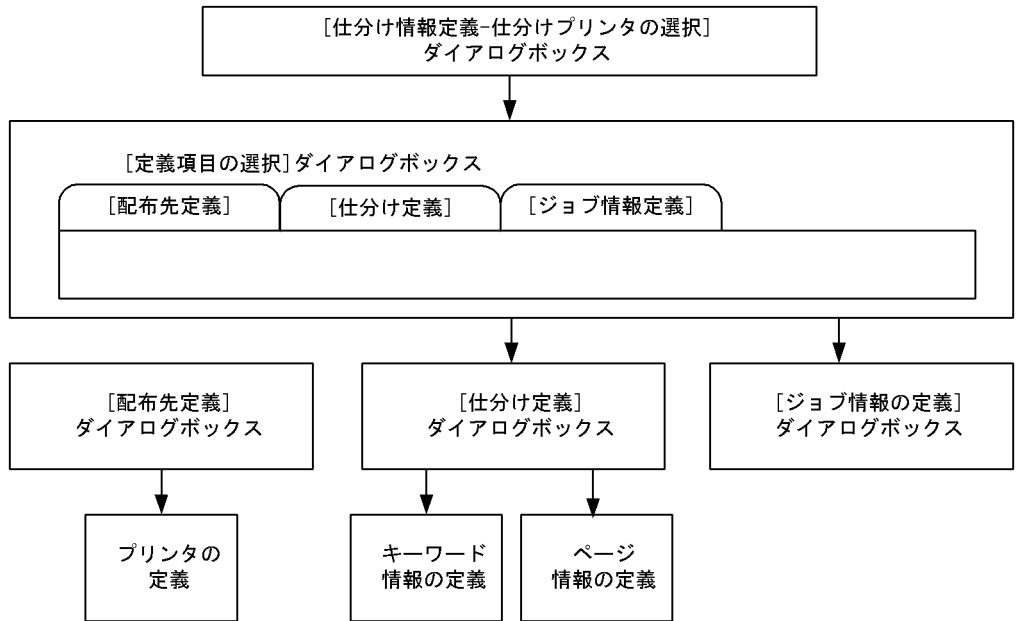 [仕分け情報定義-仕分けプリンタの選択]
ダイアログボックス
[定義項目の選択]ダイアログボックス
[配布先定義]
[仕分け定義]
[ジョブ情報定義]
[配布先定義]
ダイアログボックス
[仕分け定義]
ダイアログボックス
[ジョブ情報の定義]
ダイアログボックス
プリンタの
定義
キーワード
情報の定義
ページ
情報の定義